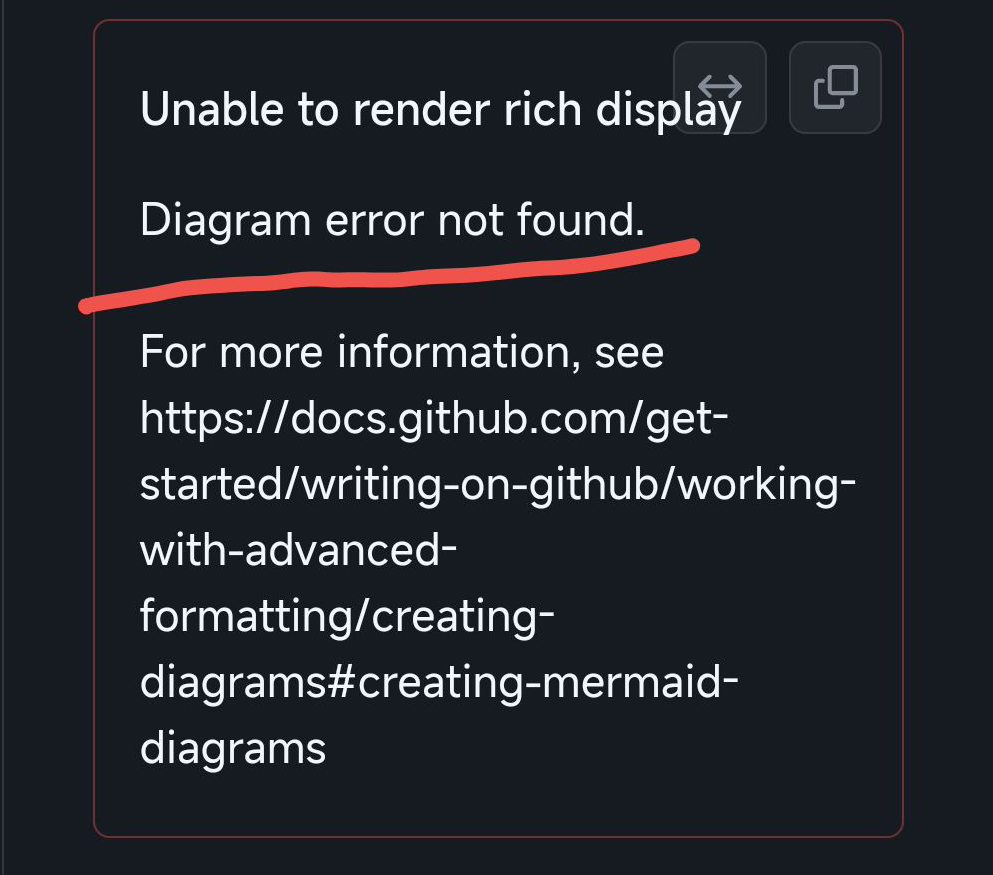 Unable to render rich display
Diagram error not found.
For more information, see
https://docs.github.com/get-
started/writing-on-github/working-
with-advanced-
formatting/creating-
diagrams#creating-mermaid-
diagrams